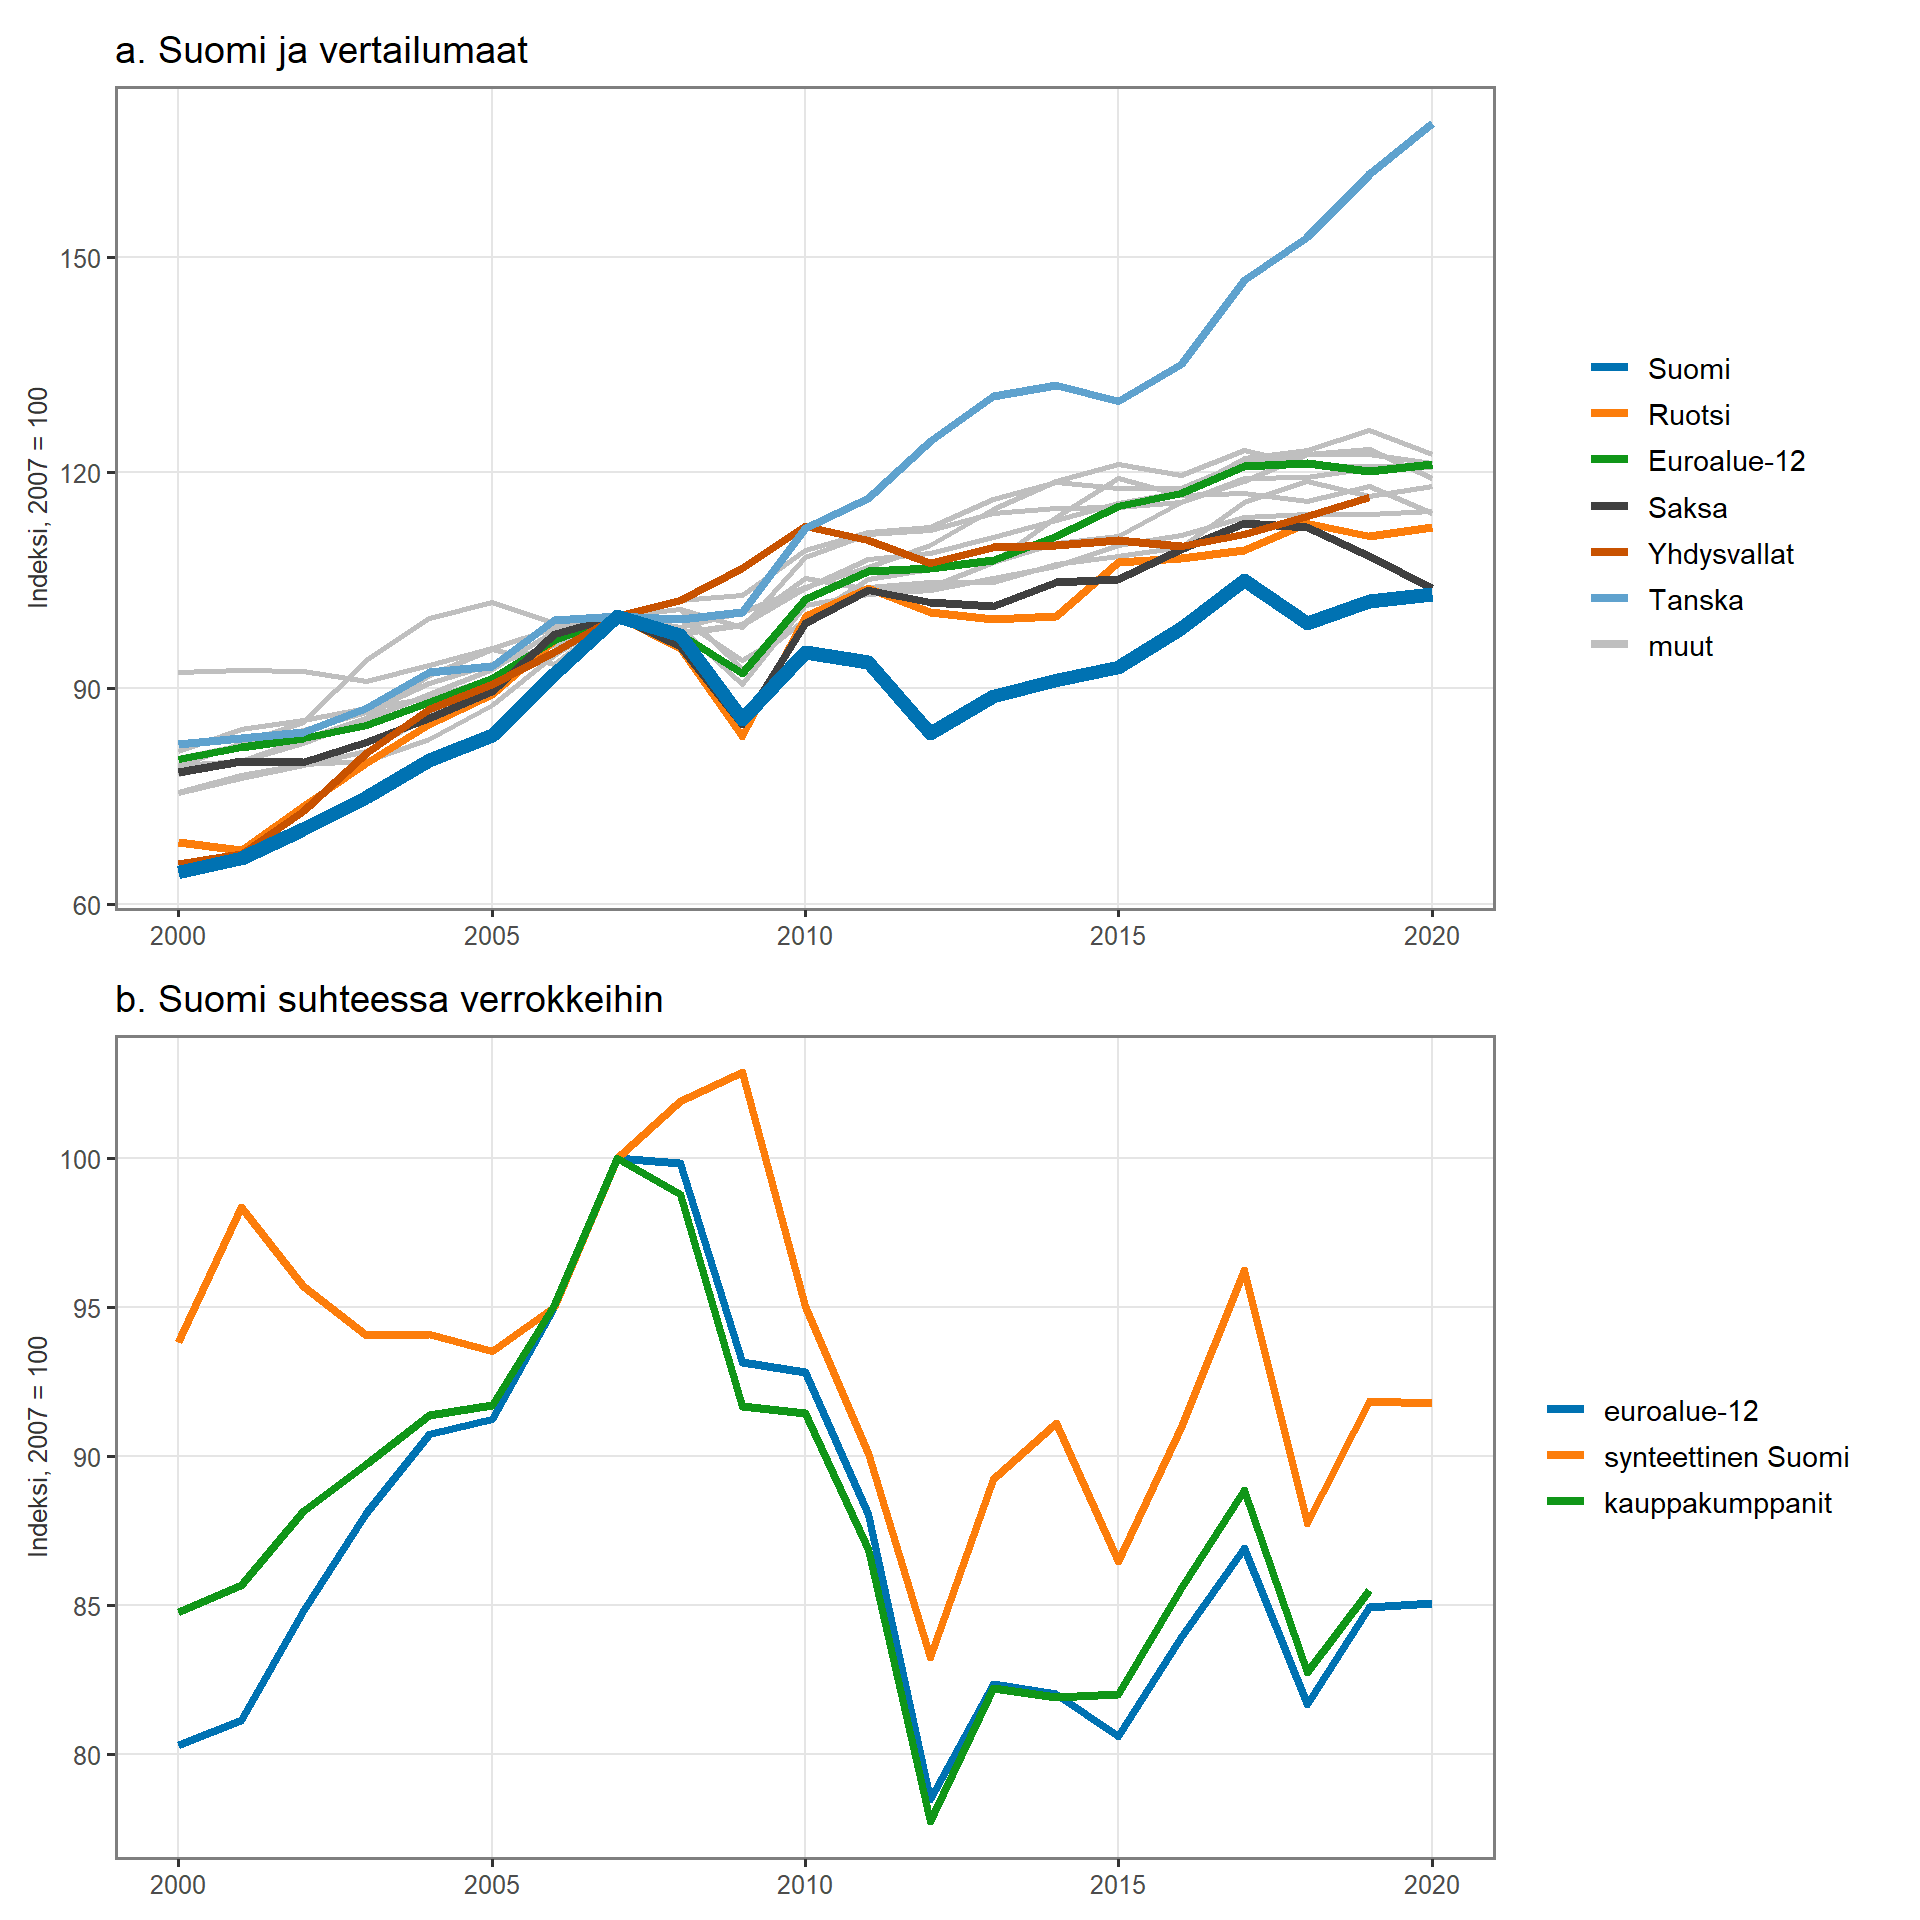 a. Suomi ja vertailumaat
Indeksi, 2007 = 100
150
120
90
60
2000
2005
2010
2015
2020
Suomi
Ruotsi
Euroalue-12
Saksa
Yhdysvallat
Tanska
muut
b. Suomi suhteessa verrokkeihin
Indeksi, 2007 = 100
100
95
90
85
80
2000
2005
2010
2015
2020
euroalue-12
synteettinen Suomi
kauppakumppanit